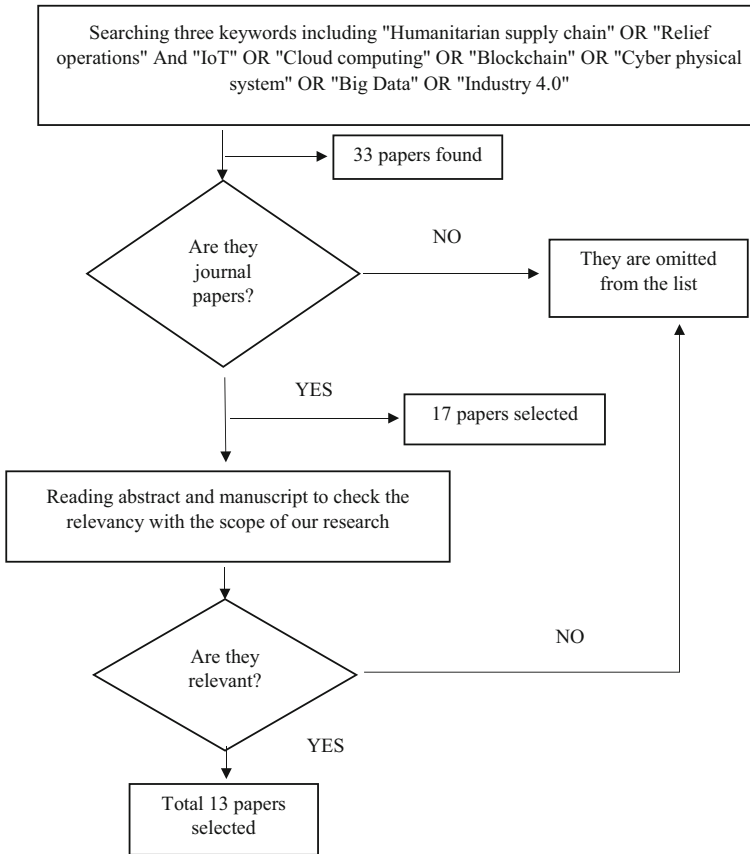 Searching three keywords including "Humanitarian supply chain" OR "Relief
operations" And "IoT" OR "Cloud computing" OR "Blockchain" OR "Cyber physical
system" OR "Big Data" OR "Industry 4.0"
33 papers found
Are they
journal
papers?
NO
They are omitted
from the list
YES
17 papers selected
Reading abstract and manuscript to check the
relevancy with the scope of our research
Are they
relevant?
NO
YES
Total 13 papers
selected